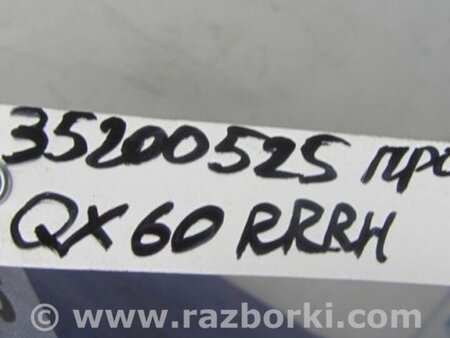 35200525 про
QX60 RRRH
www.razborki.com